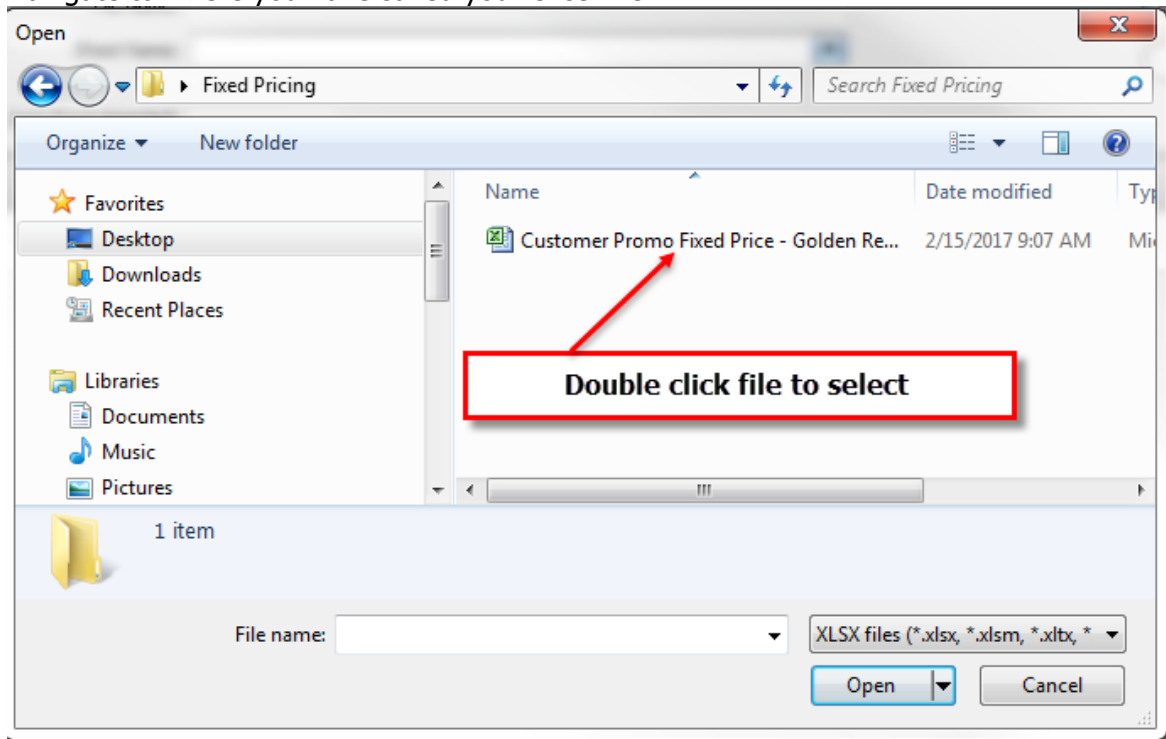 Open
Fixed Pricing
Search Fixed Pricing
Organize
New folder
Name
Date modified
Favorites
Desktop
Downloads
Recent Places
Libraries
Documents
Music
Pictures
Customer Promo Fixed Price - Golden Re...
2/15/2017 9:07 AM
Double click file to select
1 item
File name:
XLSX files (*.xlsx, *.xlsm, *.xltx, *
Open
Cancel